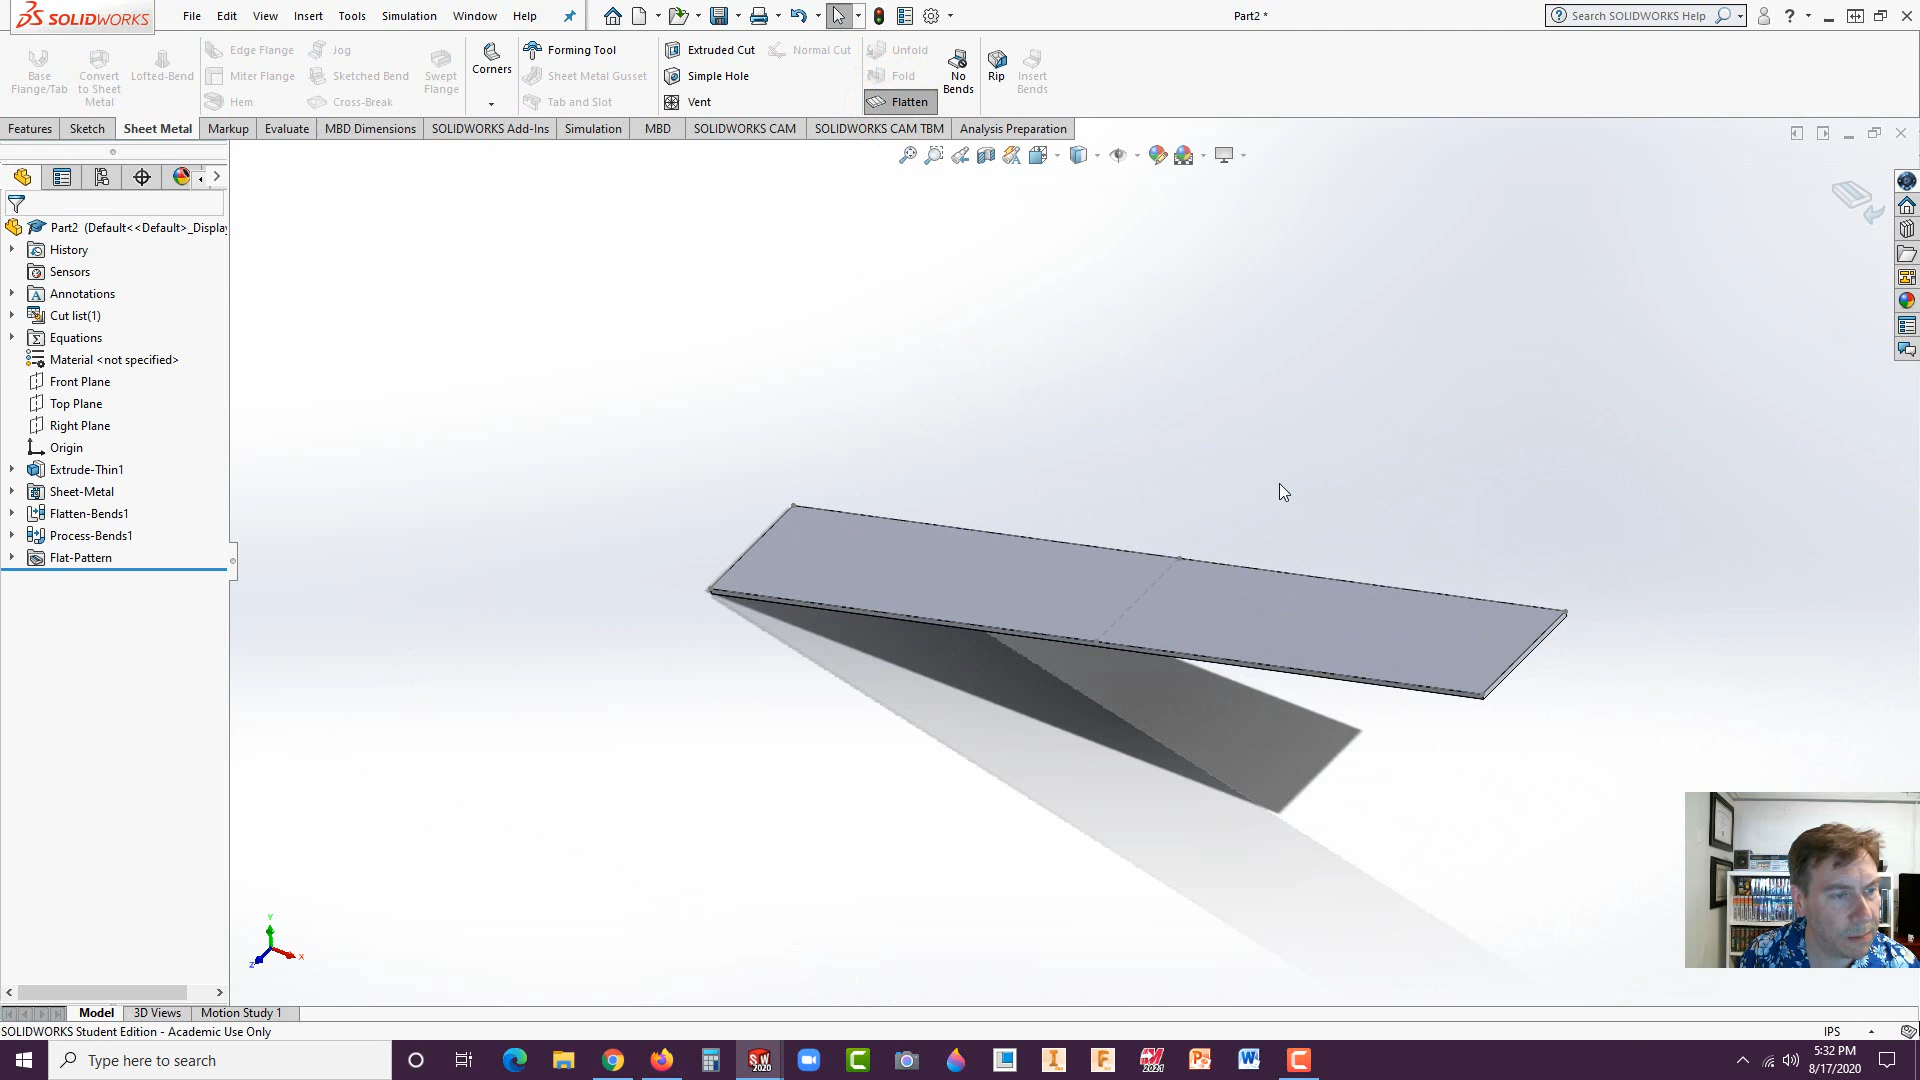 SOLIDWORKS
File Edit View Insert Tools Simulation Window Help
Part2 *
Search SOLIDWORKS Help
Base Flange/Tab
Convert to Sheet Metal
Lofted-Bend
Edge Flange
Miter Flange
Hem
Jog
Sketched Bend
Cross-Break
Swept Flange
Corners
Forming Tool
Sheet Metal Gusset
Tab and Slot
Extruded Cut
Simple Hole
Vent
Normal Cut
Unfold
Fold
Flatten
No Bends
Rip
Insert Bends
Features Sketch Sheet Metal Markup Evaluate MBD Dimensions SOLIDWORKS Add-Ins Simulation MBD SOLIDWORKS CAM SOLIDWORKS CAM TBM Analysis Preparation
Part2 (Default<<Default>_Display
History
Sensors
Annotations
Cut list(1)
Equations
Material <not specified>
Front Plane
Top Plane
Right Plane
Origin
Extrude-Thin1
Sheet-Metal
Flatten-Bends1
Process-Bends1
Flat-Pattern
Y
X
Z
Model 3D Views Motion Study 1
SOLIDWORKS Student Edition - Academic Use Only
IPS
Type here to search
SW 2020
2021
5:32 PM
8/17/2020